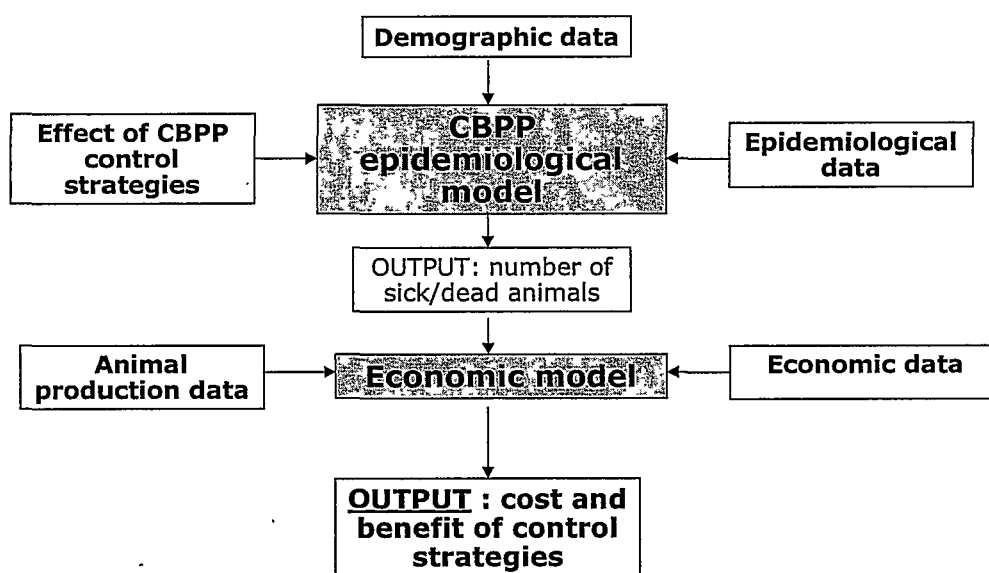 Demographic data
Effect of CBPP
control
strategies
CBPP
epidemiological
model
Epidemiological
data
OUTPUT: number of
sick/dead animals
Animal
production data
Economic model
Economic data
OUTPUT : cost and
benefit of control
strategies